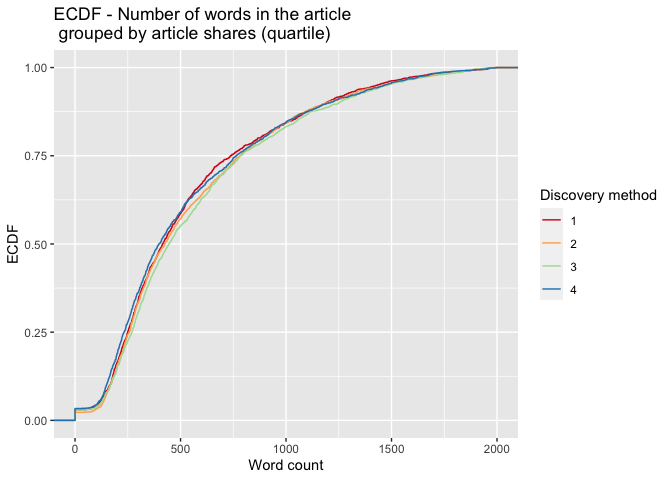 ECDF - Number of words in the article
grouped by article shares (quartile)
1.00
0.75
0.50
0.25
0.00
ECDF
0
500
1000
1500
2000
Word count
Discovery method
1
2
3
4